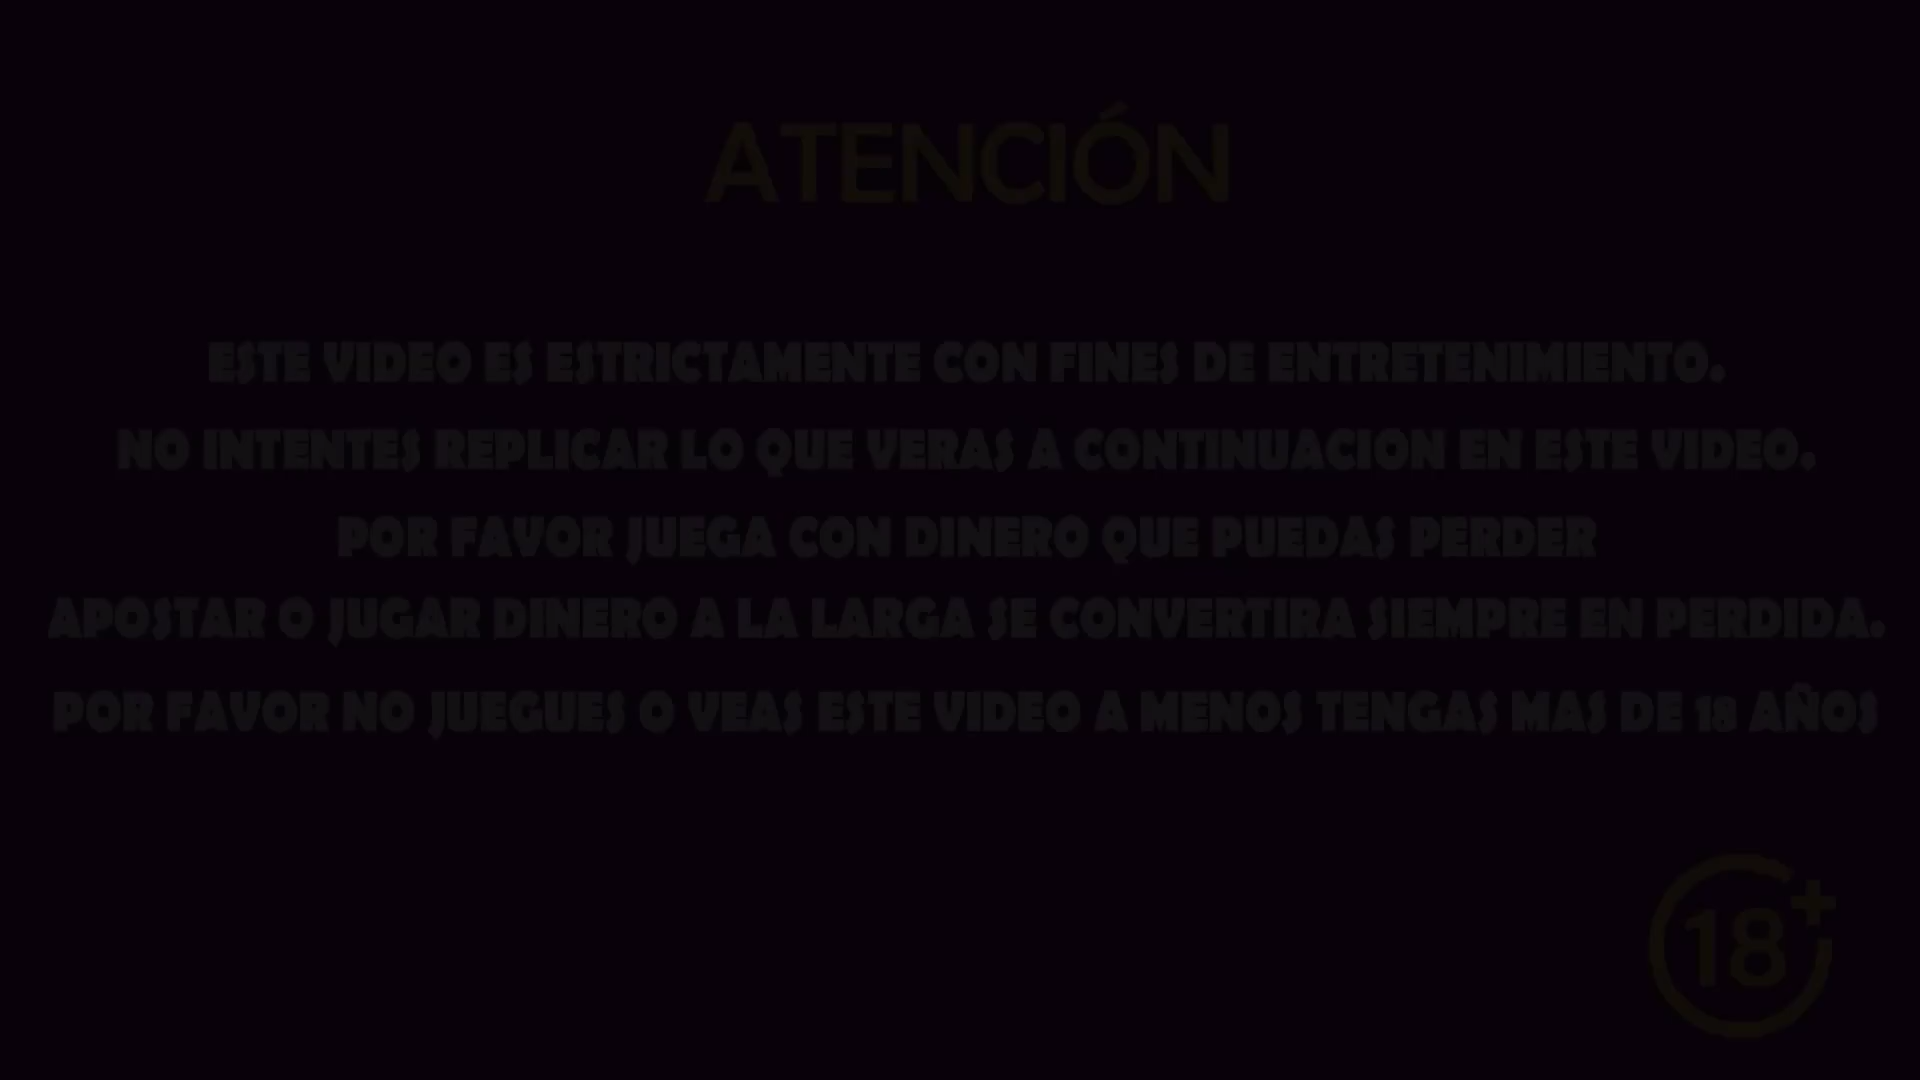 ATENCIÓN
ESTE VIDEO ES ESTRICTAMENTE CON FINES DE ENTRETENIMIENTO.
NO INTENTES REPLICAR LO QUE VERAS A CONTINUACION EN ESTE VIDEO.
POR FAVOR JUEGA CON DINERO QUE PUEDAS PERDER
APOSTAR O JUGAR DINERO A LA LARGA SE CONVERTIRA SIEMPRE EN PERDIDA.
POR FAVOR NO JUEGUES O VEAS ESTE VIDEO A MENOS TENGAS MAS DE 18 AÑOS
18+